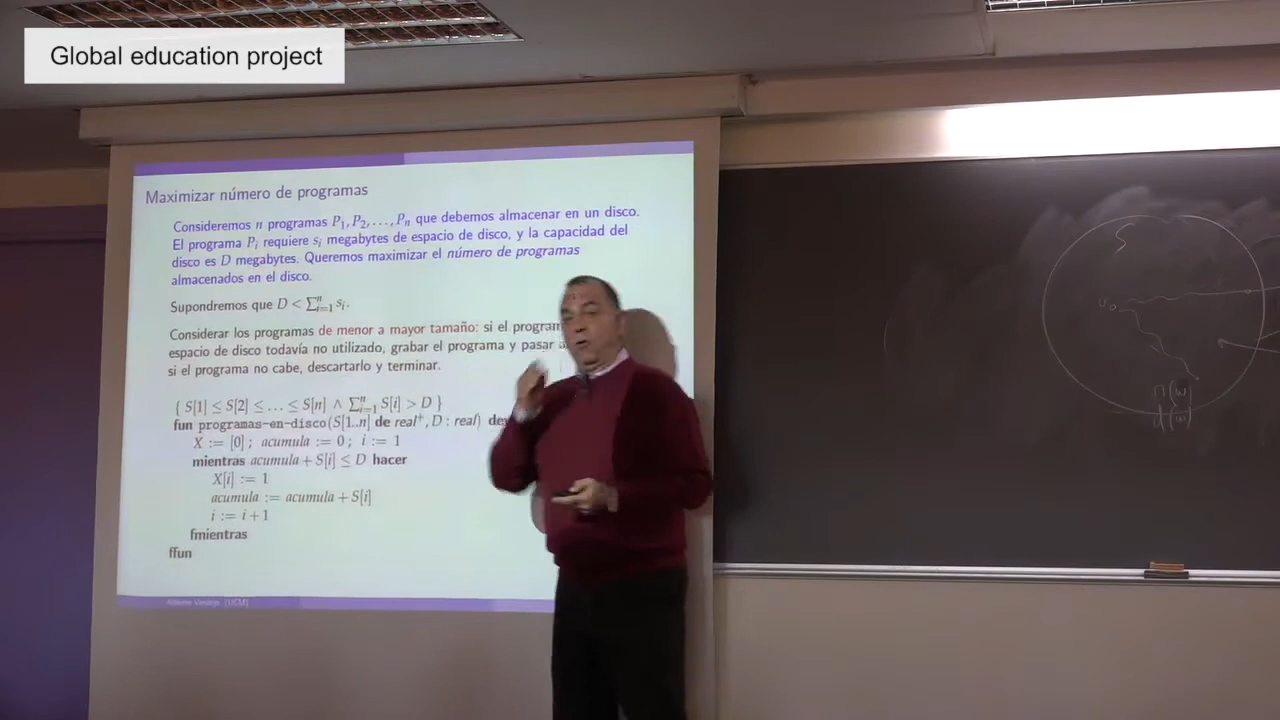 Global education project
Maximizar número de programas
Consideremos n programas P₁, P₂, ..., Pₙ que debemos almacenar en un disco.
El programa Pᵢ requiere sᵢ megabytes de espacio de disco, y la capacidad del
disco es D megabytes. Queremos maximizar el número de programas
almacenados en el disco.
Supondremos que D < ∑ᵢ₌₁ⁿ sᵢ.
Considerar los programas de menor a mayor tamaño: si el program
espacio de disco todavía no utilizado, grabar el programa y pasar a
si el programa no cabe, descartarlo y terminar.
{ S[1] ≤ S[2] ≤ ... ≤ S[n] ∧ ∑ᵢ₌₁ⁿ S[i] > D }
fun programas-en-disco(S[1..n] de real⁺, D : real) dev
X := [0] ; acumula := 0 ; i := 1
mientras acumula + S[i] ≤ D hacer
X[i] := 1
acumula := acumula + S[i]
i := i + 1
fmientras
ffun
(UCM)
S